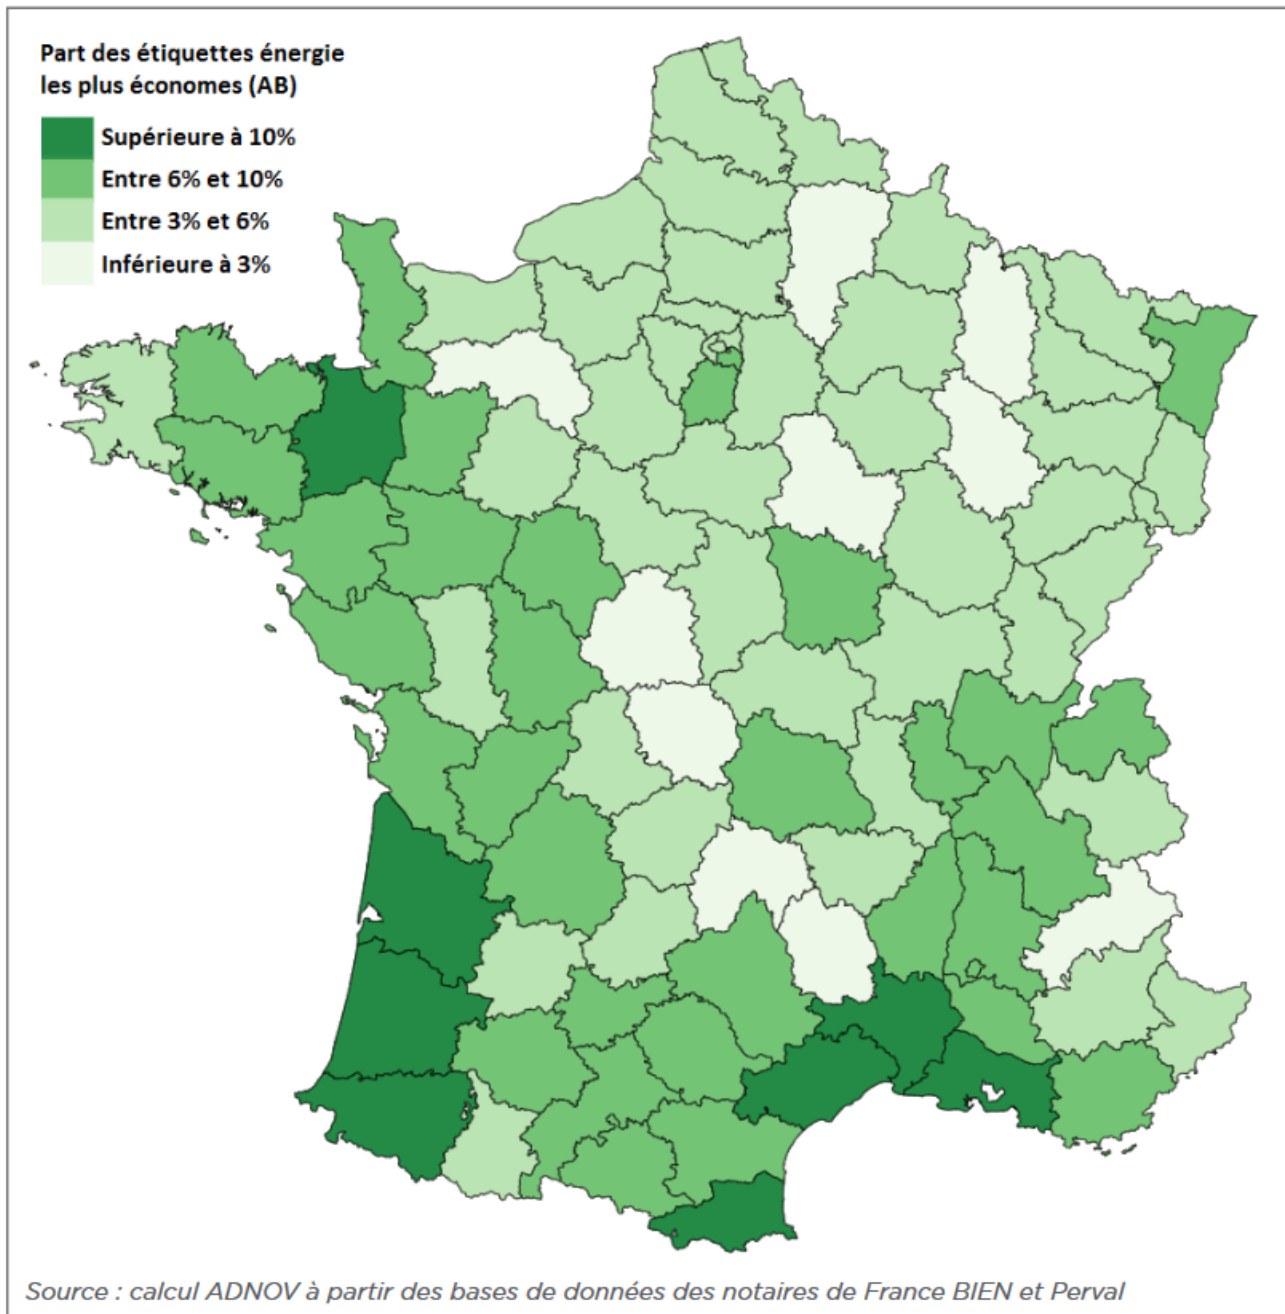 Part des étiquettes énergie
les plus économes (AB)
Supérieure à 10%
Entre 6% et 10%
Entre 3% et 6%
Inférieure à 3%
Source : calcul ADNOV à partir des bases de données des notaires de France BIEN et Perval